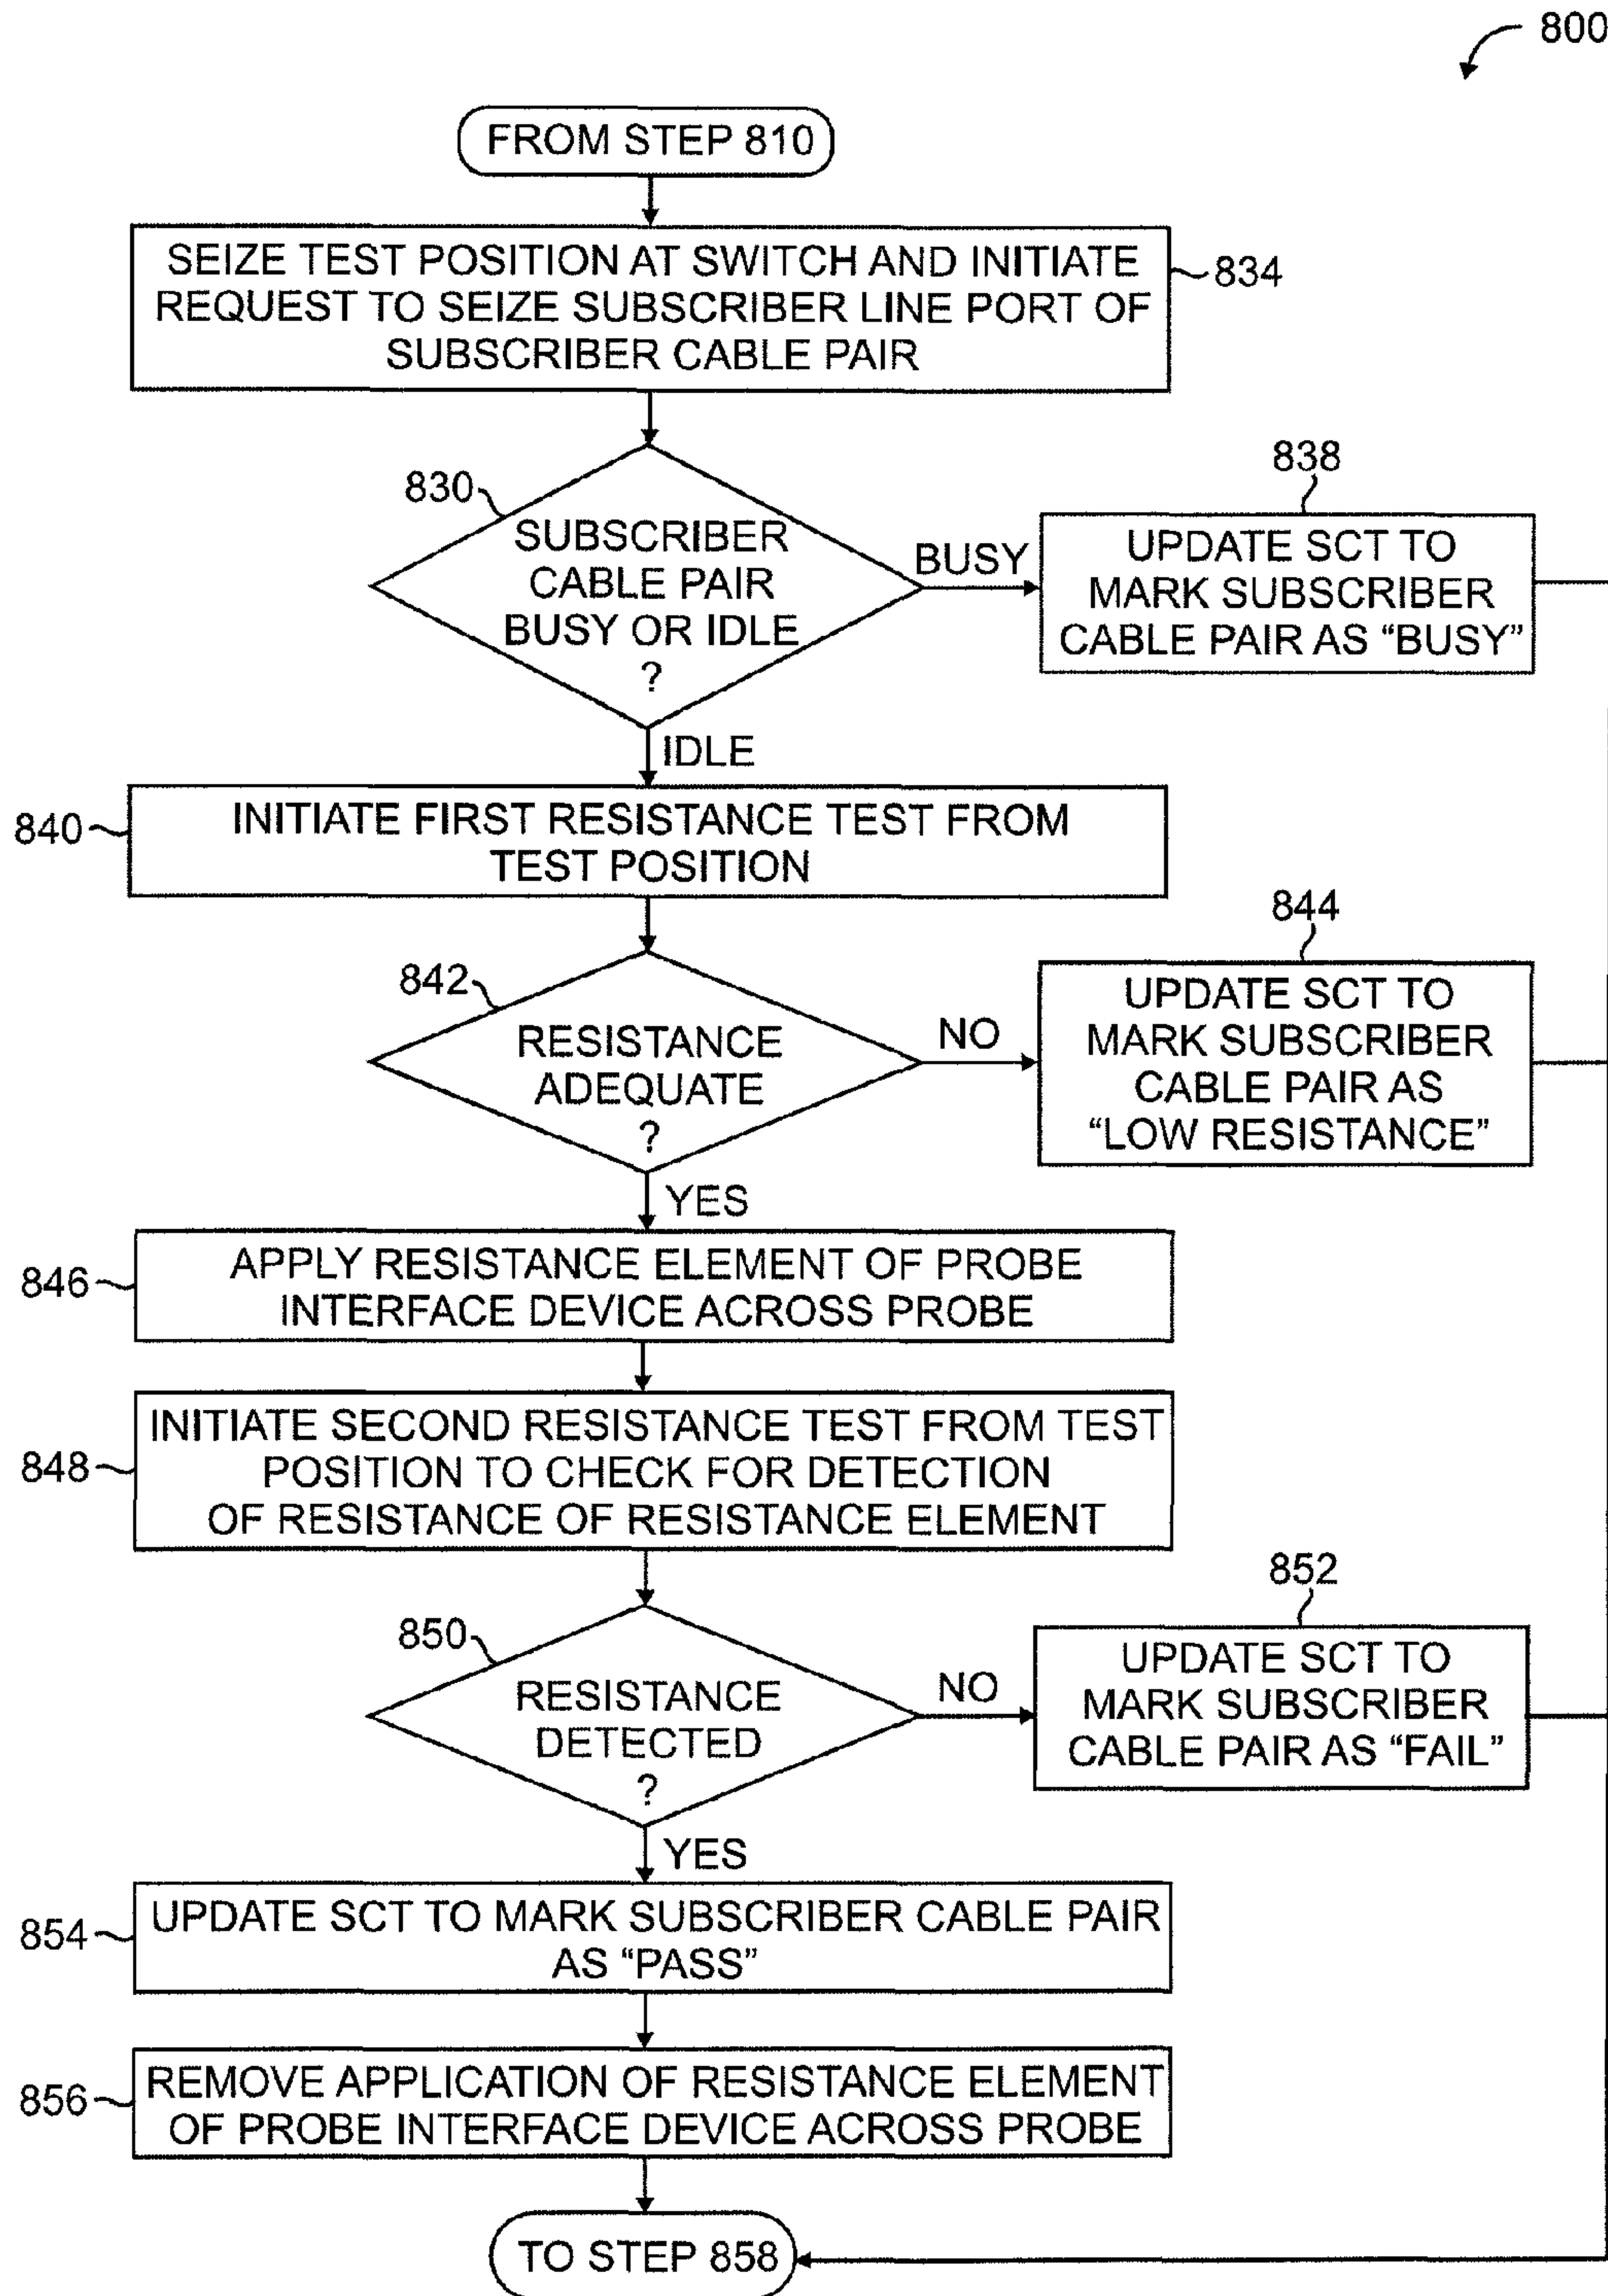 800
FROM STEP 810
SEIZE TEST POSITION AT SWITCH AND INITIATE
REQUEST TO SEIZE SUBSCRIBER LINE PORT OF
SUBSCRIBER CABLE PAIR
834
830
SUBSCRIBER
CABLE PAIR
BUSY OR IDLE
?
BUSY
838
UPDATE SCT TO
MARK SUBSCRIBER
CABLE PAIR AS “BUSY”
IDLE
840
INITIATE FIRST RESISTANCE TEST FROM
TEST POSITION
842
RESISTANCE
ADEQUATE
?
NO
844
UPDATE SCT TO
MARK SUBSCRIBER
CABLE PAIR AS
“LOW RESISTANCE”
YES
846
APPLY RESISTANCE ELEMENT OF PROBE
INTERFACE DEVICE ACROSS PROBE
848
INITIATE SECOND RESISTANCE TEST FROM TEST
POSITION TO CHECK FOR DETECTION
OF RESISTANCE OF RESISTANCE ELEMENT
850
RESISTANCE
DETECTED
?
NO
852
UPDATE SCT TO
MARK SUBSCRIBER
CABLE PAIR AS “FAIL”
YES
854
UPDATE SCT TO MARK SUBSCRIBER CABLE PAIR
AS “PASS”
856
REMOVE APPLICATION OF RESISTANCE ELEMENT
OF PROBE INTERFACE DEVICE ACROSS PROBE
TO STEP 858